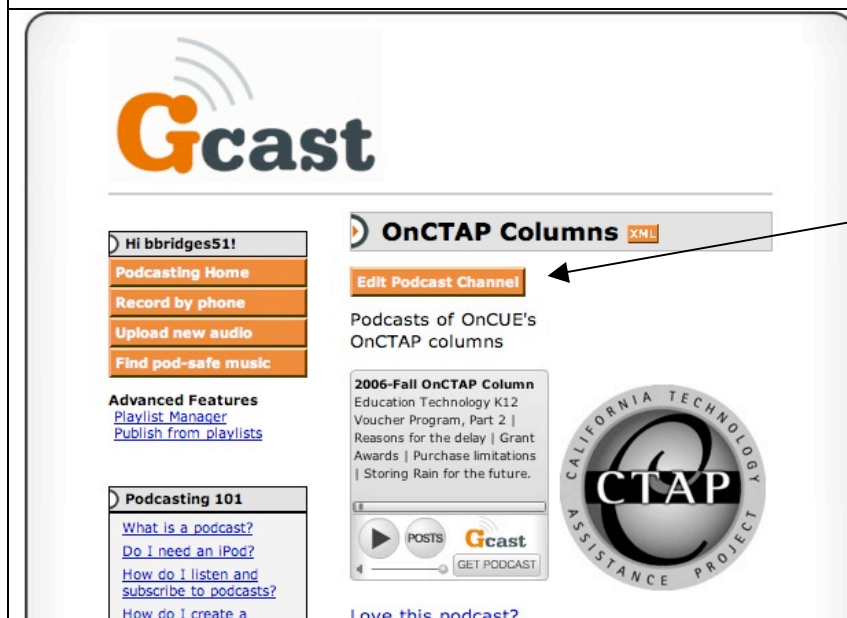 Gcast
Hi bbridges51!
Podcasting Home
Record by phone
Upload new audio
Find pod-safe music
Advanced Features
Playlist Manager
Publish from playlists
Podcasting 101
What is a podcast?
Do I need an iPod?
How do I listen and
subscribe to podcasts?
How do I create a
OnCTAP Columns XML
Edit Podcast Channel
Podcasts of OnCUE's
OnCTAP columns
2006-Fall OnCTAP Column
Education Technology K12
Voucher Program, Part 2 |
Reasons for the delay | Grant
Awards | Purchase limitations
| Storing Rain for the future.
POSTS
Gcast
GET PODCAST
CALIFORNIA TECHNOLOGY
CTAP
ASSISTANCE PROJECT
Love this podcast?